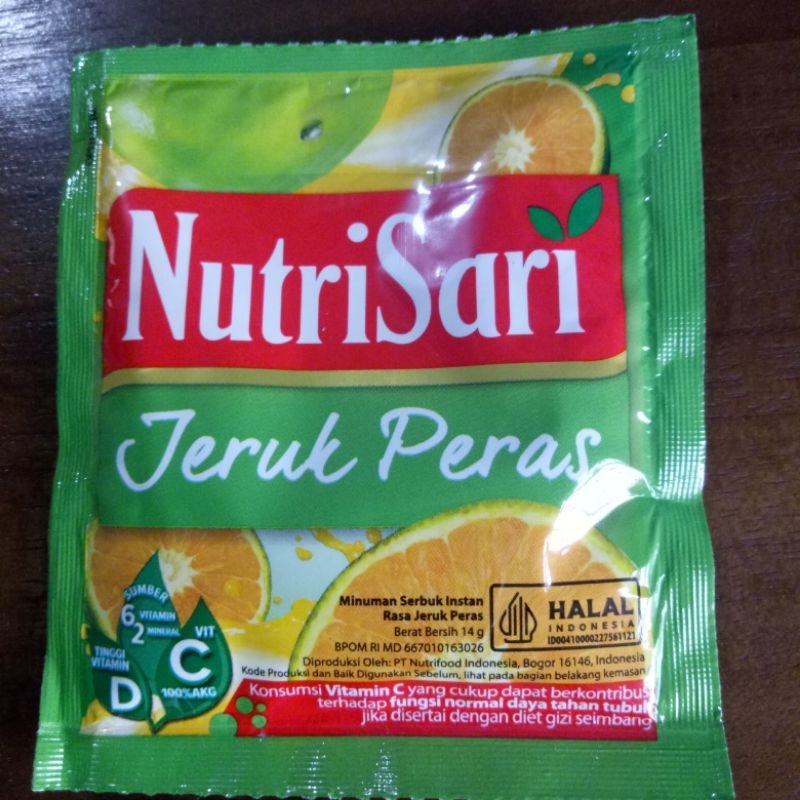 NutriSari
Jeruk Peras
SUMBER
6 VITAMIN
2 MINERAL
TINGGI
VITAMIN
D
VIT
C
100% AKG
Minuman Serbuk Instan
Rasa Jeruk Peras
Berat Bersih 14 g
BPOM RI MD 667010163026
Diproduksi Oleh: PT Nutrifood Indonesia, Bogor 16146, Indonesia
Kode Produksi dan Baik Digunakan Sebelum, lihat pada bagian belakang kemasan
HALAL
INDONESIA
ID00410000227561121
Konsumsi Vitamin C yang cukup dapat berkontribus
terhadap fungsi normal daya tahan tubuh
jika disertai dengan diet gizi seimbang